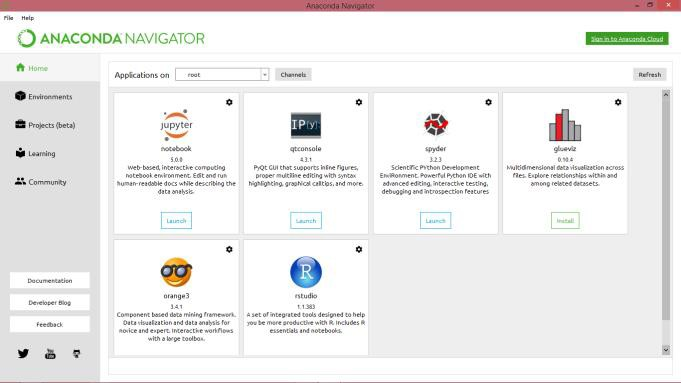 Anaconda Navigator
File Help
ANACONDA NAVIGATOR
Sign in to Anaconda Cloud
Home
Environments
Projects (beta)
Learning
Community
Documentation
Developer Blog
Feedback
Applications on root Channels Refresh
jupyter
notebook
5.0.0
Web-based, interactive computing
notebook environment. Edit and run
human-readable docs while describing the
data analysis.
Launch
IP[y]:
qtconsole
4.3.1
PyQt GUI that supports inline figures,
proper multiline editing with syntax
highlighting, graphical calltips, and more.
Launch
spyder
3.2.3
Scientific PYthon Development
EnviRonment. Powerful Python IDE with
advanced editing, interactive testing,
debugging and introspection features
Launch
glueviz
0.10.4
Multidimensional data visualization across
files. Explore relationships within and
among related datasets.
Install
orange3
3.4.1
Component based data mining framework.
Data visualization and data analysis for
novice and expert. Interactive workflows
with a large toolbox.
R
rstudio
1.1.383
A set of integrated tools designed to help
you be more productive with R. Includes R
essentials and notebooks.
You
Tube